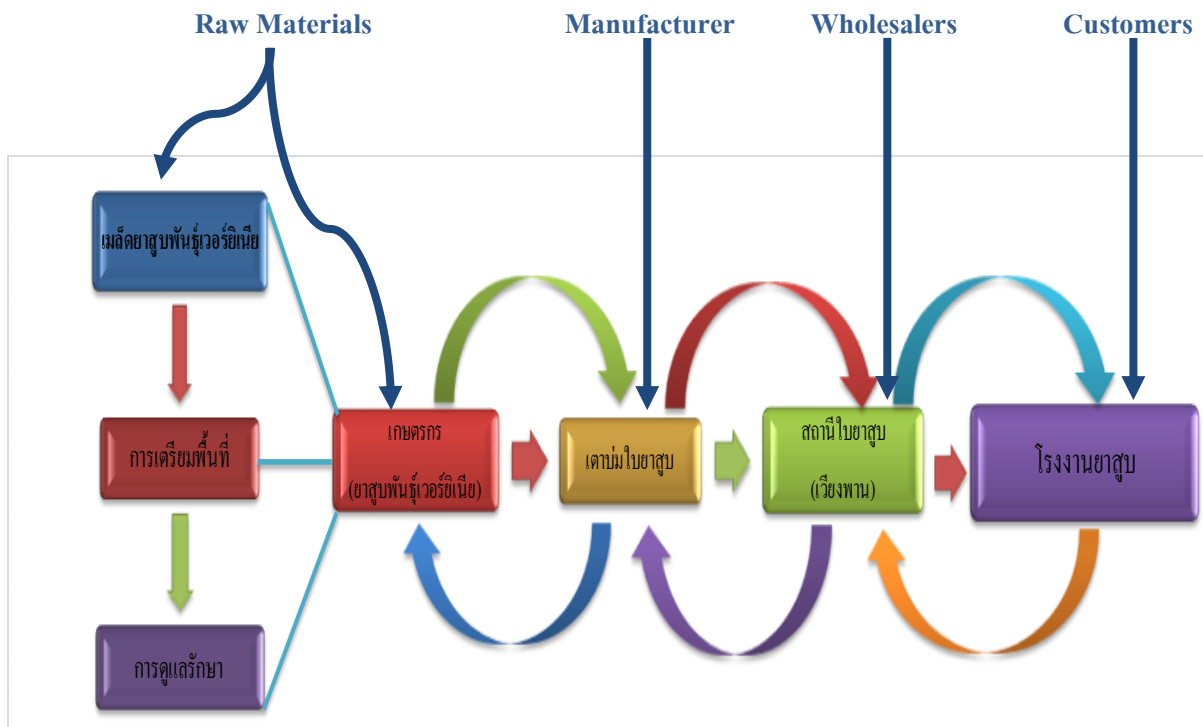 Raw Materials
Manufacturer
Wholesalers
Customers
เมล็ดยาสูบพันธุ์เวอร์ยิเนีย
การเตรียมพื้นที่
การดูแลรักษา
เกษตรกร
(ยาสูบพันธุ์เวอร์ยิเนีย)
เตาบ่มใบยาสูบ
สถานีใบยาสูบ
(เวียงพาน)
โรงงานยาสูบ